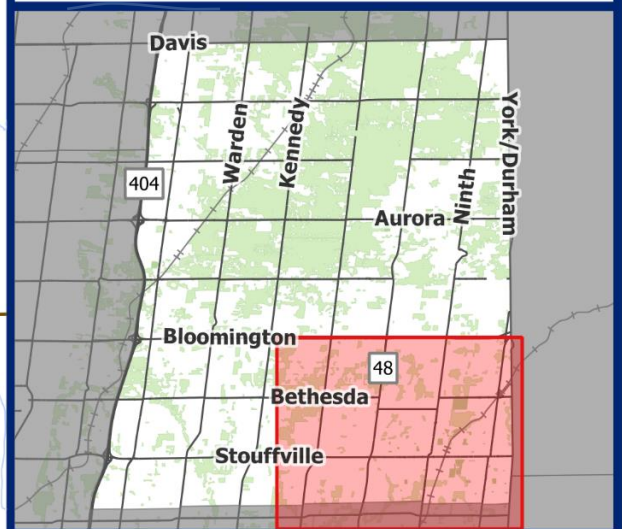 Davis
Warden
Kennedy
York/Durham
404
Ninth
Aurora
Bloomington
48
Bethesda
Stouffville